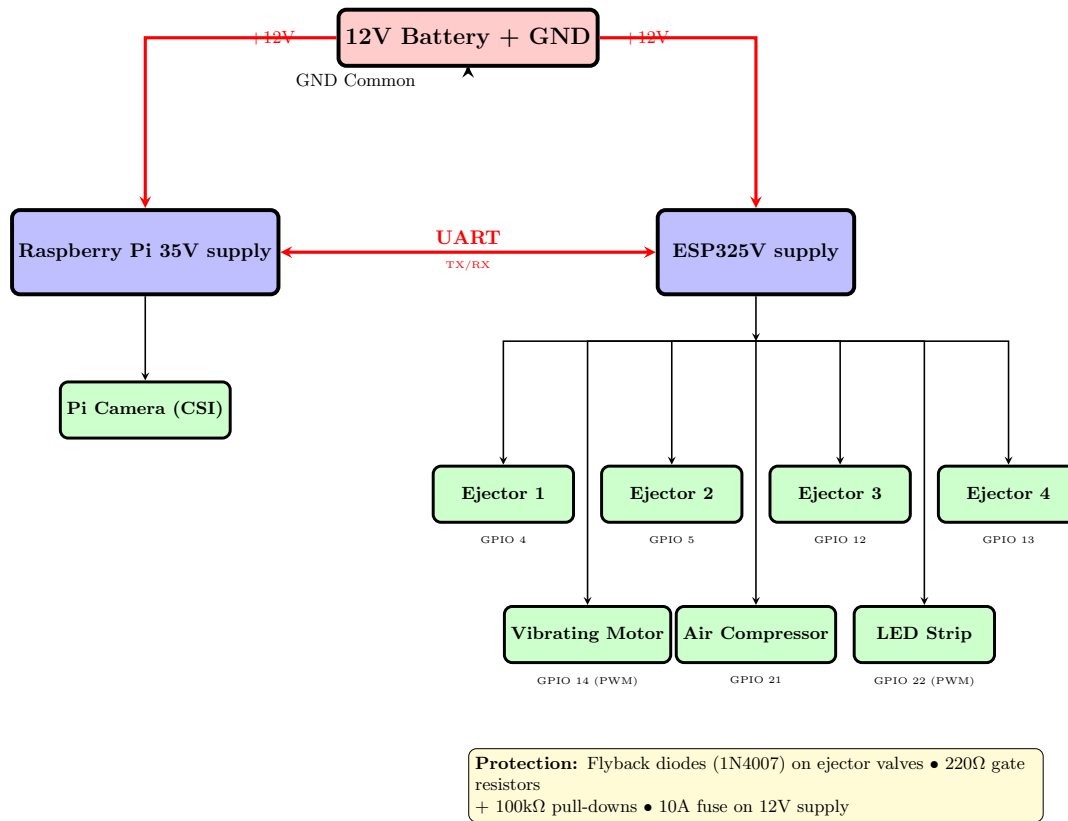 12V Battery + GND
+12V
+12V
GND Common
Raspberry Pi 35V supply
UART
TX/RX
ESP325V supply
Pi Camera (CSI)
Ejector 1
Ejector 2
Ejector 3
Ejector 4
GPIO 4
GPIO 5
GPIO 12
GPIO 13
Vibrating Motor
Air Compressor
LED Strip
GPIO 14 (PWM)
GPIO 21
GPIO 22 (PWM)
Protection: Flyback diodes (1N4007) on ejector valves • 220Ω gate
resistors
+ 100kΩ pull-downs • 10A fuse on 12V supply